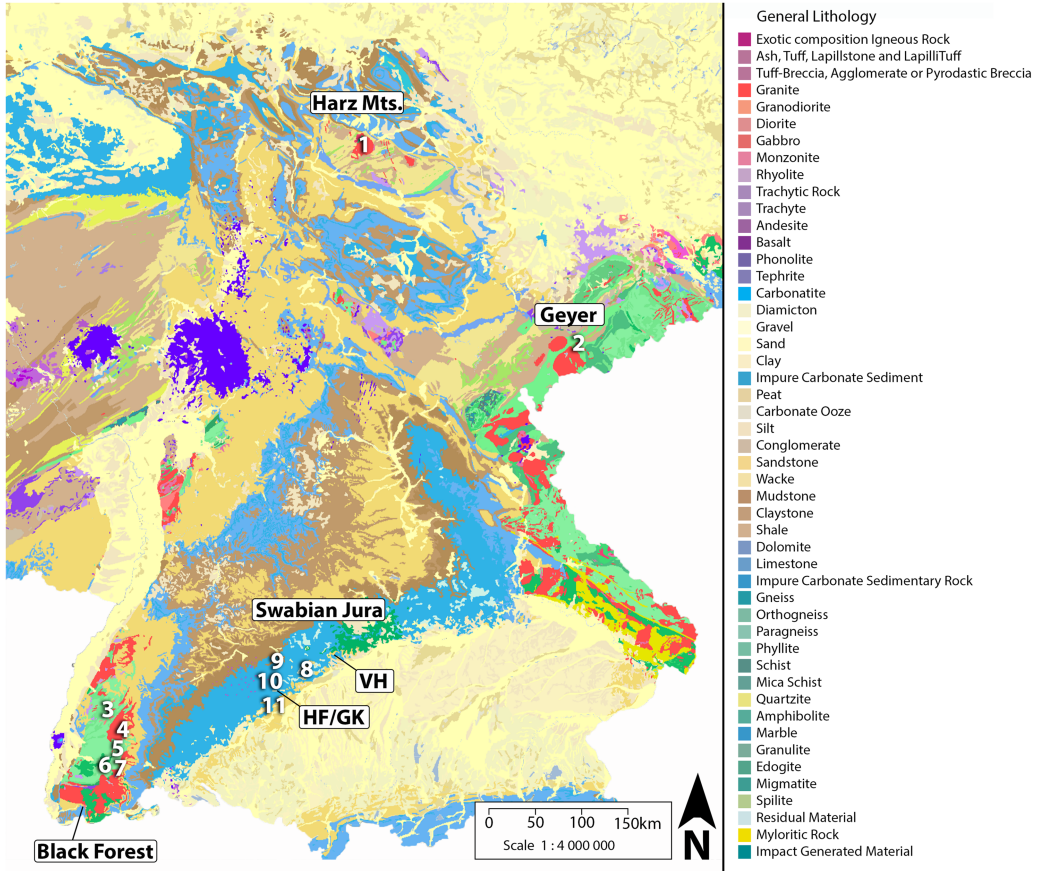 Harz Mts.
1
Geyer
2
Swabian Jura
9
8
10
VH
11
HF/GK
3
4
5
6
7
Black Forest
0 50 100 150km
Scale 1 : 4 000 000
N
General Lithology
Exotic composition Igneous Rock
Ash, Tuff, Lapillstone and LapilliTuff
Tuff-Breccia, Agglomerate or Pyrodastic Breccia
Granite
Granodiorite
Diorite
Gabbro
Monzonite
Rhyolite
Trachytic Rock
Trachyte
Andesite
Basalt
Phonolite
Tephrite
Carbonatite
Diamicton
Gravel
Sand
Clay
Impure Carbonate Sediment
Peat
Carbonate Ooze
Silt
Conglomerate
Sandstone
Wacke
Mudstone
Claystone
Shale
Dolomite
Limestone
Impure Carbonate Sedimentary Rock
Gneiss
Orthogneiss
Paragneiss
Phyllite
Schist
Mica Schist
Quartzite
Amphibolite
Marble
Granulite
Edogite
Migmatite
Spilite
Residual Material
Myloritic Rock
Impact Generated Material